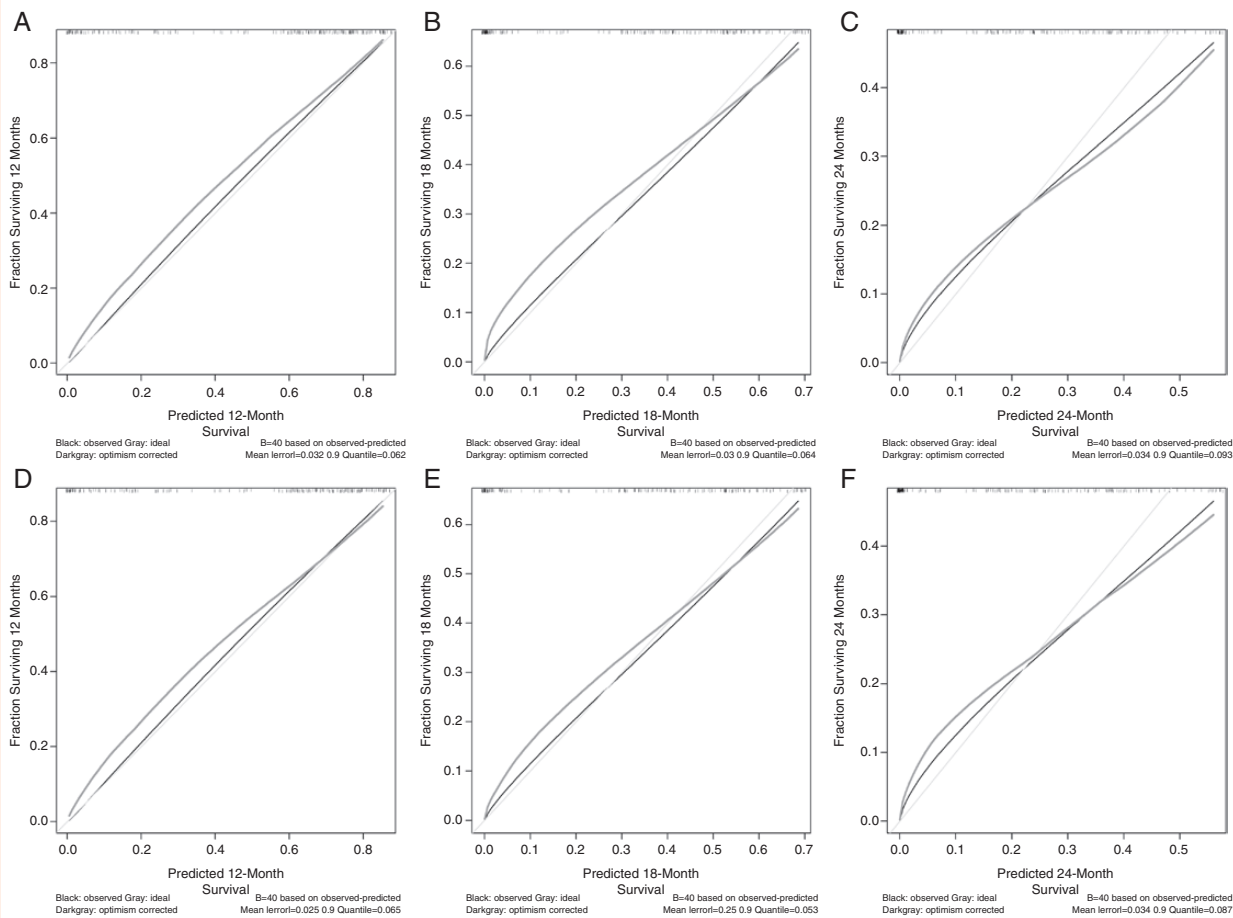 A
Fraction Surviving 12 Months
0.8
0.6
0.4
0.2
0.0
0.0 0.2 0.4 0.6 0.8
Predicted 12-Month
Survival
Black: observed Gray: ideal B=40 based on observed-predicted
Darkgray: optimism corrected Mean lerrorl=0.032 0.9 Quantile=0.062
B
Fraction Surviving 18 Months
0.6
0.5
0.4
0.3
0.2
0.1
0.0
0.0 0.1 0.2 0.3 0.4 0.5 0.6 0.7
Predicted 18-Month
Survival
Black: observed Gray: ideal B=40 based on observed-predicted
Darkgray: optimism corrected Mean lerrorl=0.03 0.9 Quantile=0.064
C
Fraction Surviving 24 Months
0.4
0.3
0.2
0.1
0.0
0.0 0.1 0.2 0.3 0.4 0.5
Predicted 24-Month
Survival
Black: observed Gray: ideal B=40 based on observed-predicted
Darkgray: optimism corrected Mean lerrorl=0.034 0.9 Quantile=0.093
D
Fraction Surviving 12 Months
0.8
0.6
0.4
0.2
0.0
0.0 0.2 0.4 0.6 0.8
Predicted 12-Month
Survival
Black: observed Gray: ideal B=40 based on observed-predicted
Darkgray: optimism corrected Mean lerrorl=0.025 0.9 Quantile=0.065
E
Fraction Surviving 18 Months
0.6
0.5
0.4
0.3
0.2
0.1
0.0
0.0 0.1 0.2 0.3 0.4 0.5 0.6 0.7
Predicted 18-Month
Survival
Black: observed Gray: ideal B=40 based on observed-predicted
Darkgray: optimism corrected Mean lerrorl=0.25 0.9 Quantile=0.053
F
Fraction Surviving 24 Months
0.4
0.3
0.2
0.1
0.0
0.0 0.1 0.2 0.3 0.4 0.5
Predicted 24-Month
Survival
Black: observed Gray: ideal B=40 based on observed-predicted
Darkgray: optimism corrected Mean lerrorl=0.034 0.9 Quantile=0.087